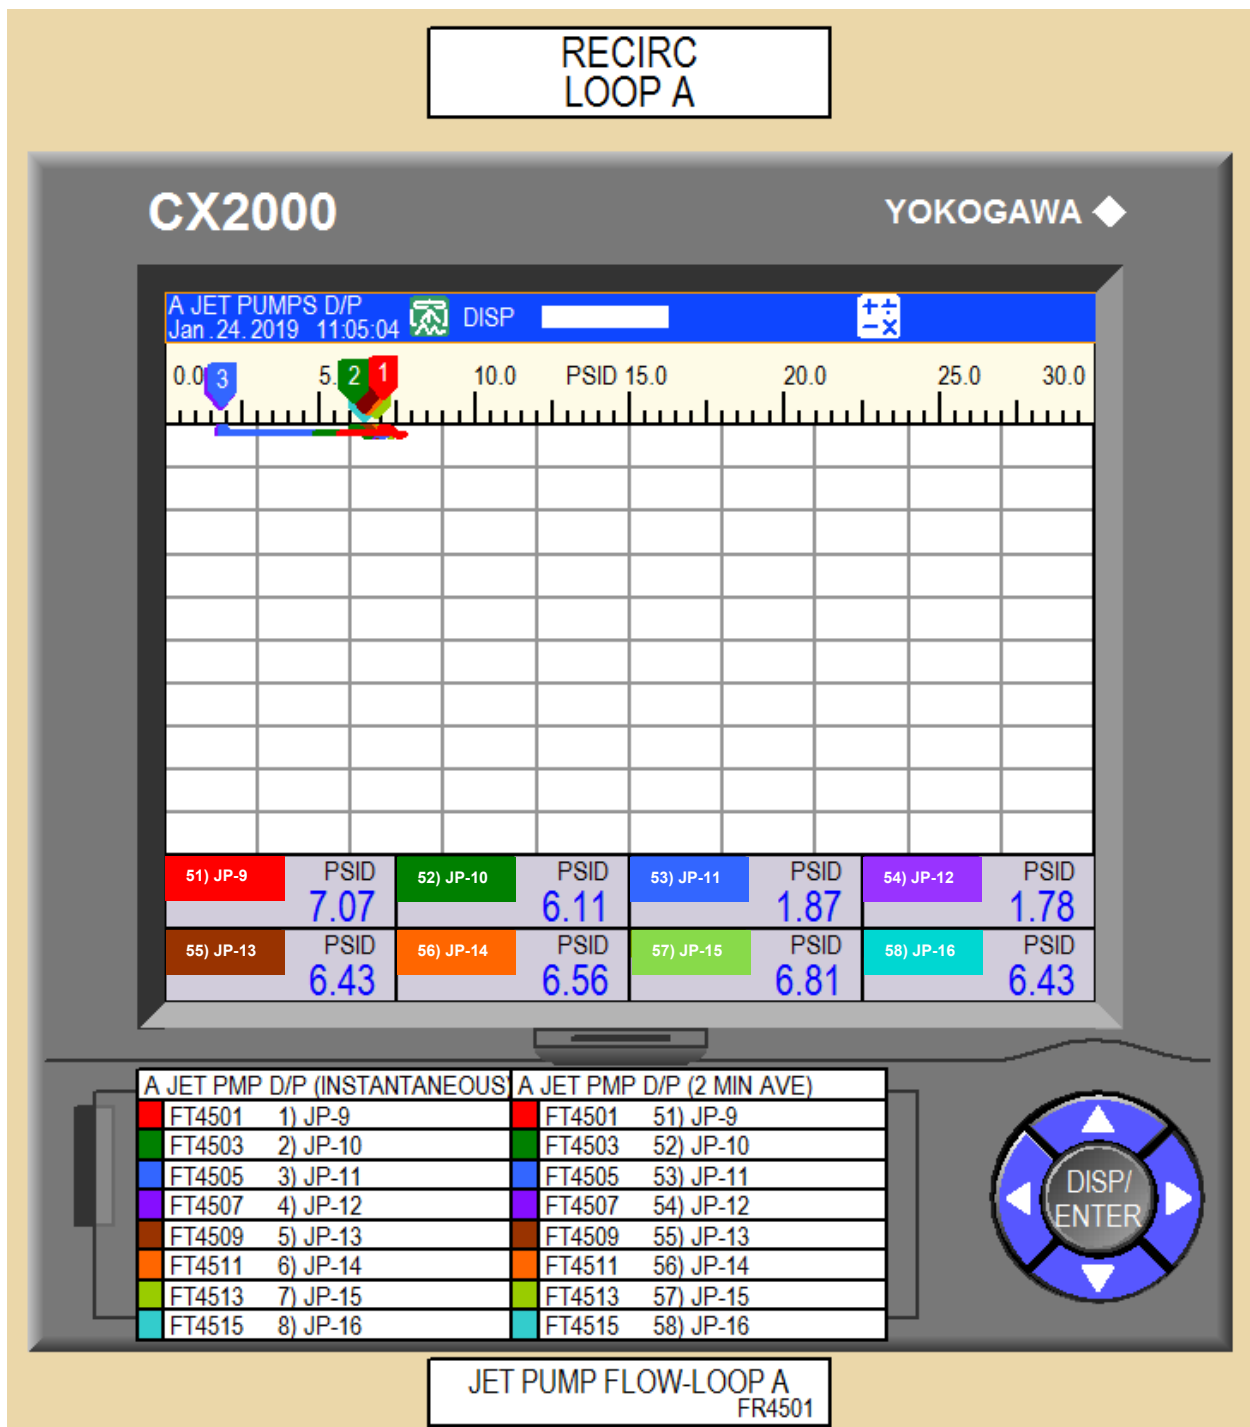 RECIRC
LOOP A
CX2000
YOKOGAWA
A JET PUMPS D/P
Jan.24.2019 11:05:04
DISP
0.0 3 5. 2 1 10.0 PSID 15.0 20.0 25.0 30.0
51) JP-9 PSID 52) JP-10 PSID 53) JP-11 PSID 54) JP-12 PSID
7.07 6.11 1.87 1.78
55) JP-13 PSID 56) JP-14 PSID 57) JP-15 PSID 58) JP-16 PSID
6.43 6.56 6.81 6.43
A JET PMP D/P (INSTANTANEOUS) A JET PMP D/P (2 MIN AVE)
FT4501 1) JP-9 FT4501 51) JP-9
FT4503 2) JP-10 FT4503 52) JP-10
FT4505 3) JP-11 FT4505 53) JP-11
FT4507 4) JP-12 FT4507 54) JP-12
FT4509 5) JP-13 FT4509 55) JP-13
FT4511 6) JP-14 FT4511 56) JP-14
FT4513 7) JP-15 FT4513 57) JP-15
FT4515 8) JP-16 FT4515 58) JP-16
DISP/
ENTER
JET PUMP FLOW-LOOP A
FR4501